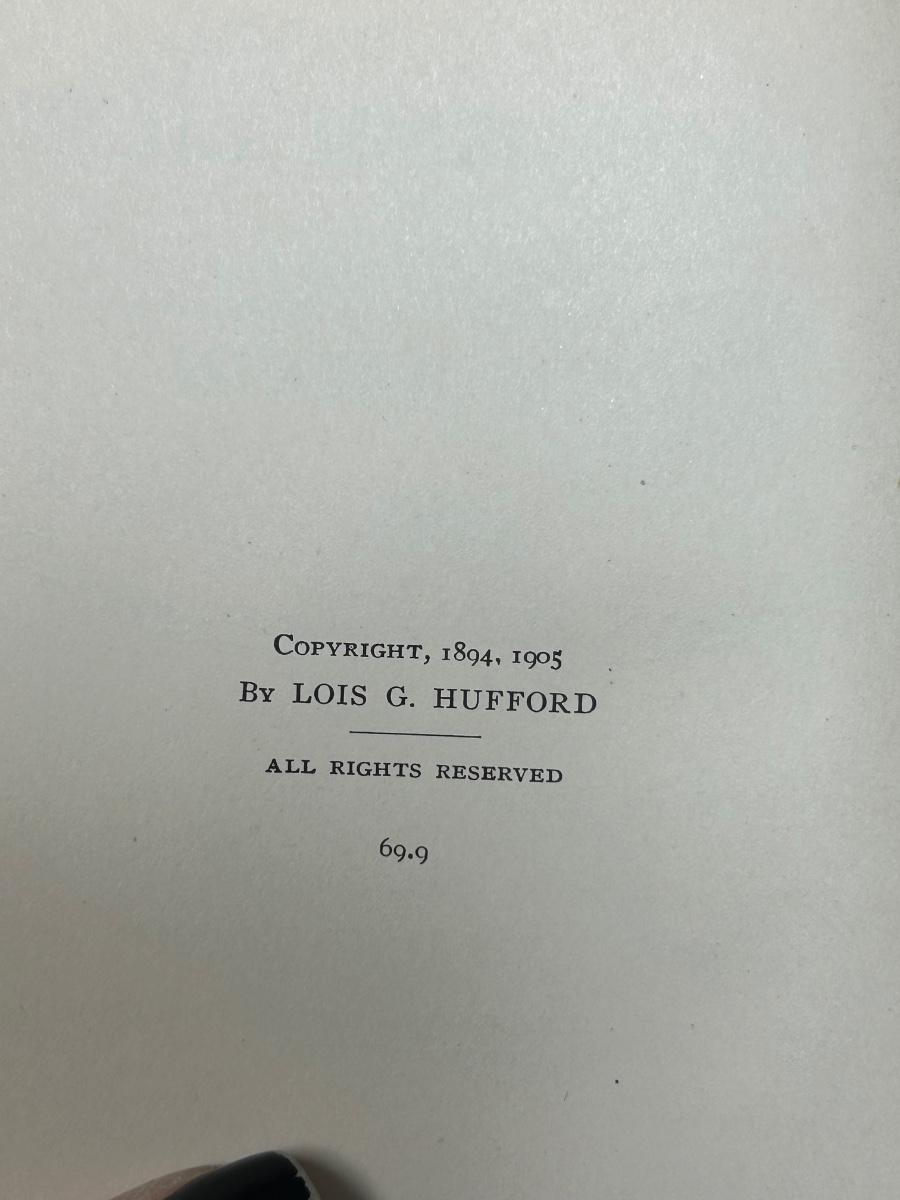 Copyright, 1894, 1905
By LOIS G. HUFFORD
ALL RIGHTS RESERVED
69.9